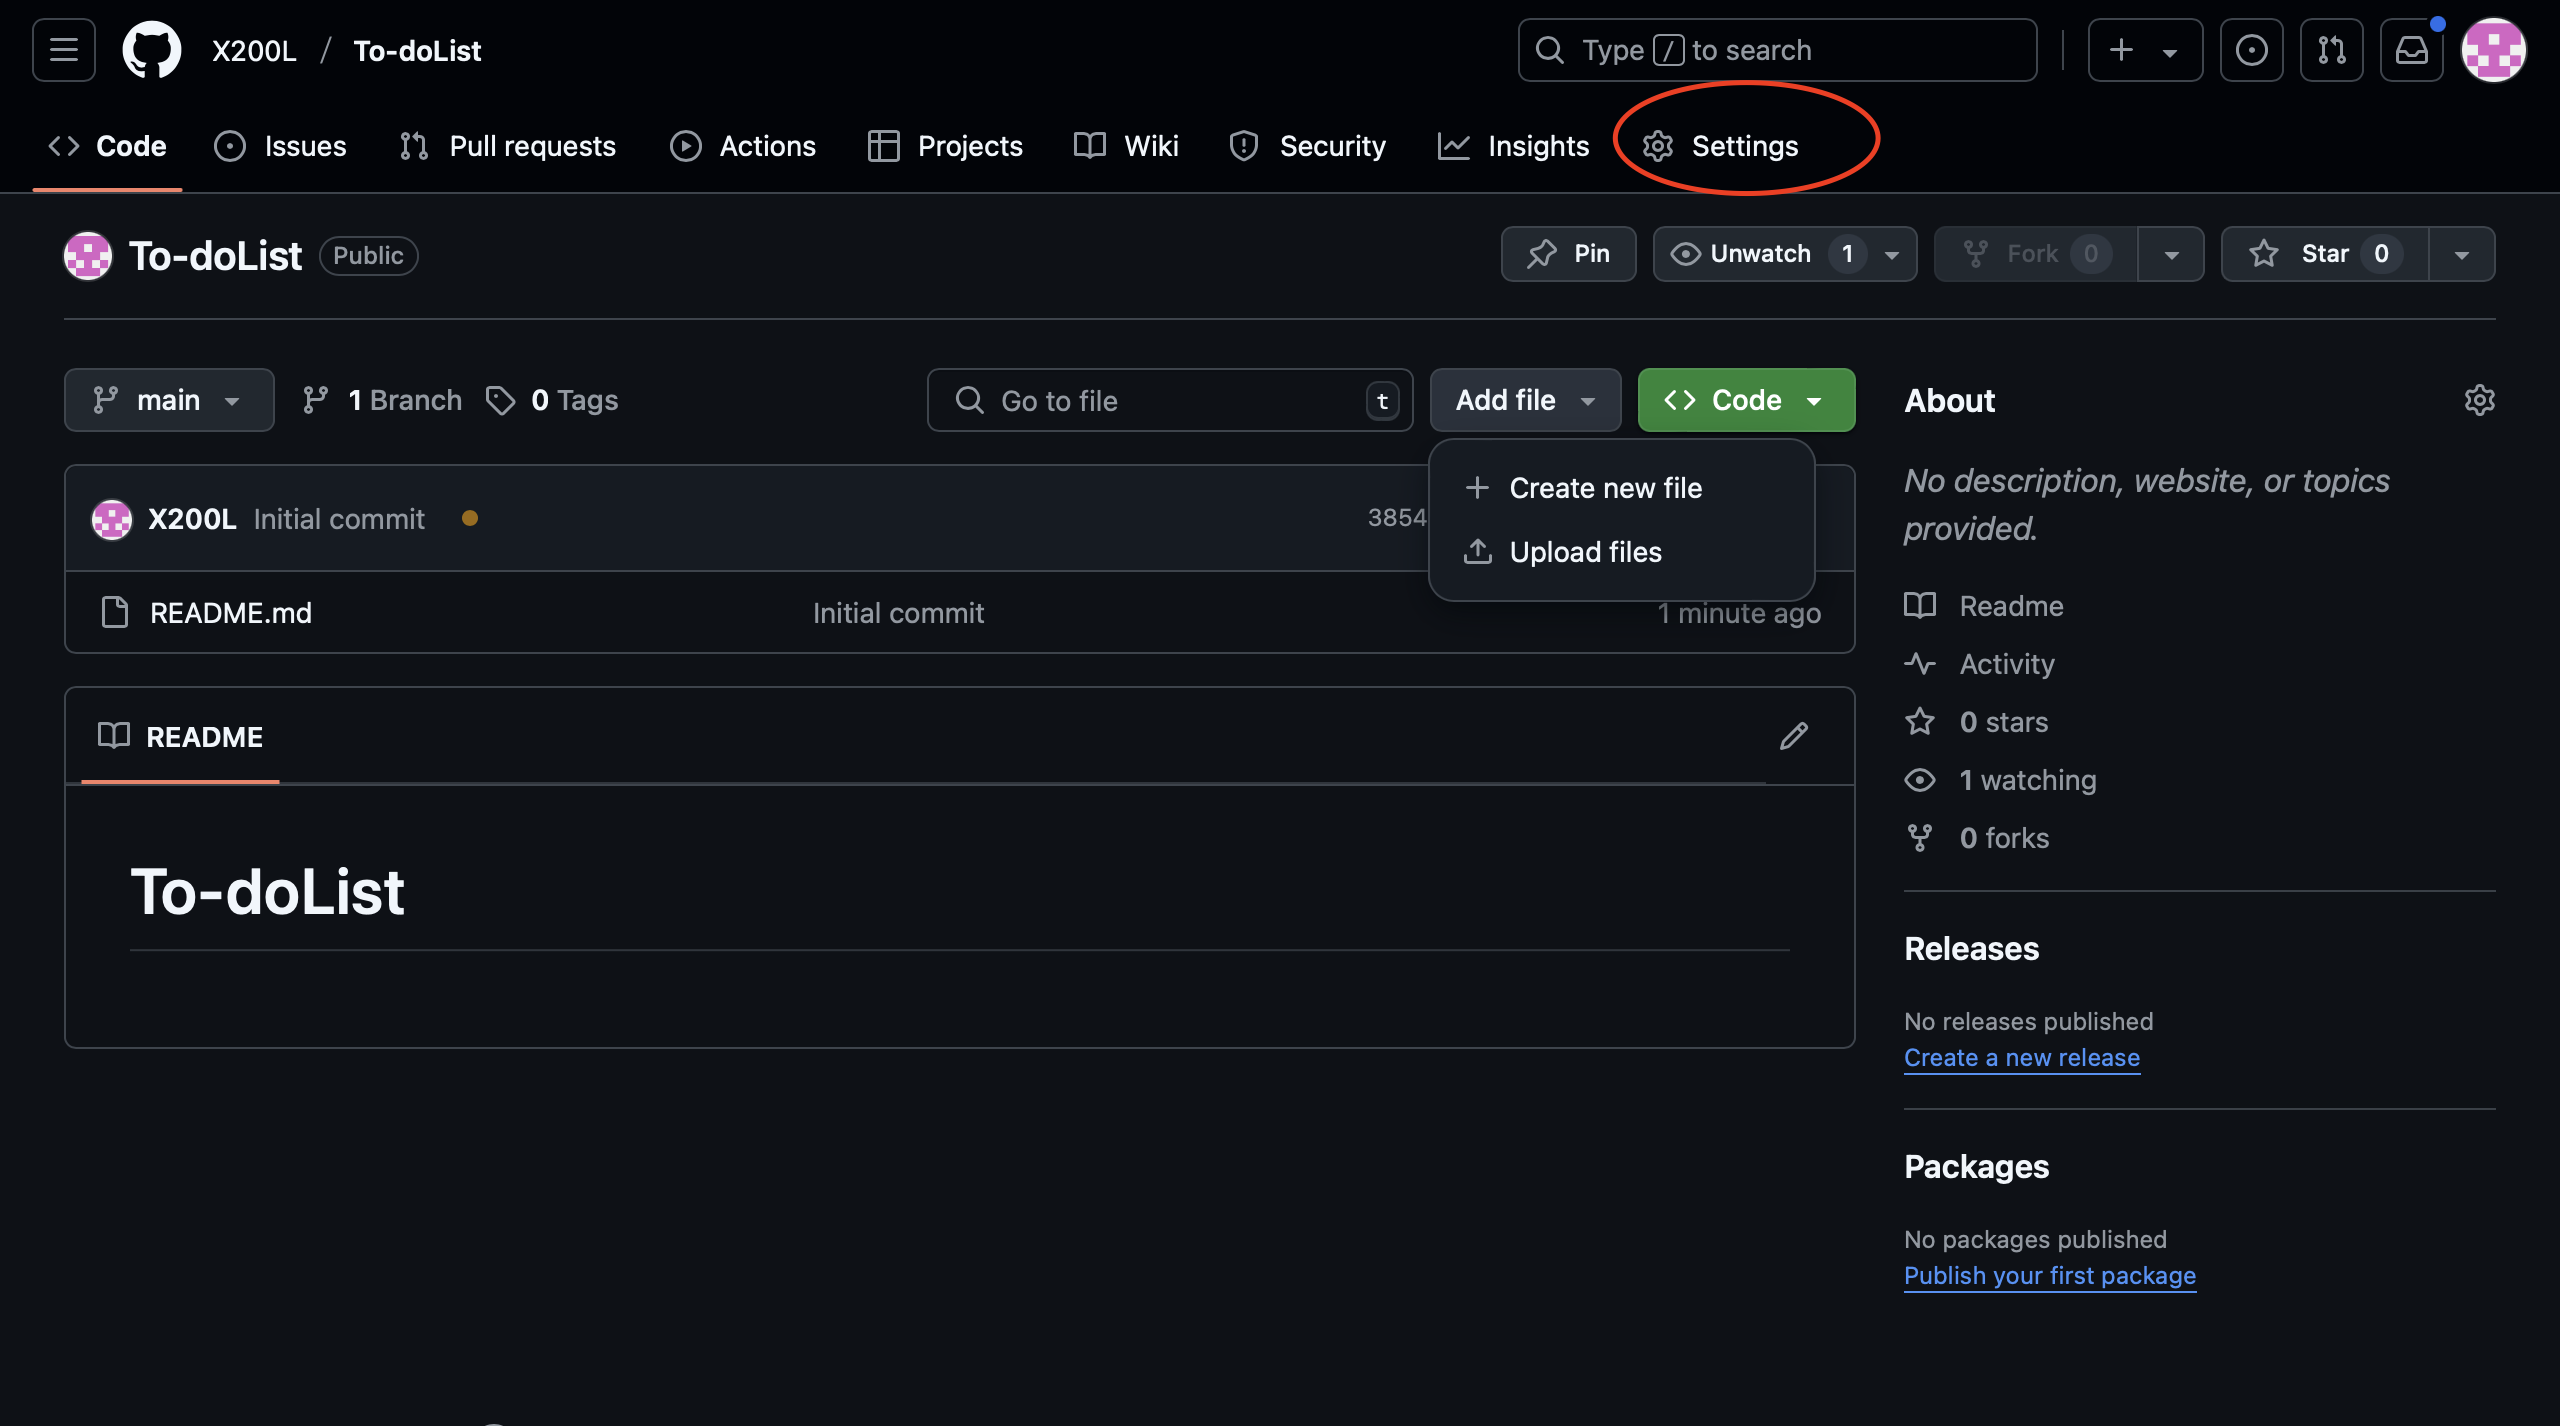 X200L / To-doList
Type / to search
Code Issues Pull requests Actions Projects Wiki Security Insights Settings
To-doList Public
Pin Unwatch 1 Fork 0 Star 0
main 1 Branch 0 Tags
Go to file t Add file Code
Create new file
Upload files
X200L Initial commit 3854
README.md Initial commit 1 minute ago
README
To-doList
About
No description, website, or topics
provided.
Readme
Activity
0 stars
1 watching
0 forks
Releases
No releases published
Create a new release
Packages
No packages published
Publish your first package